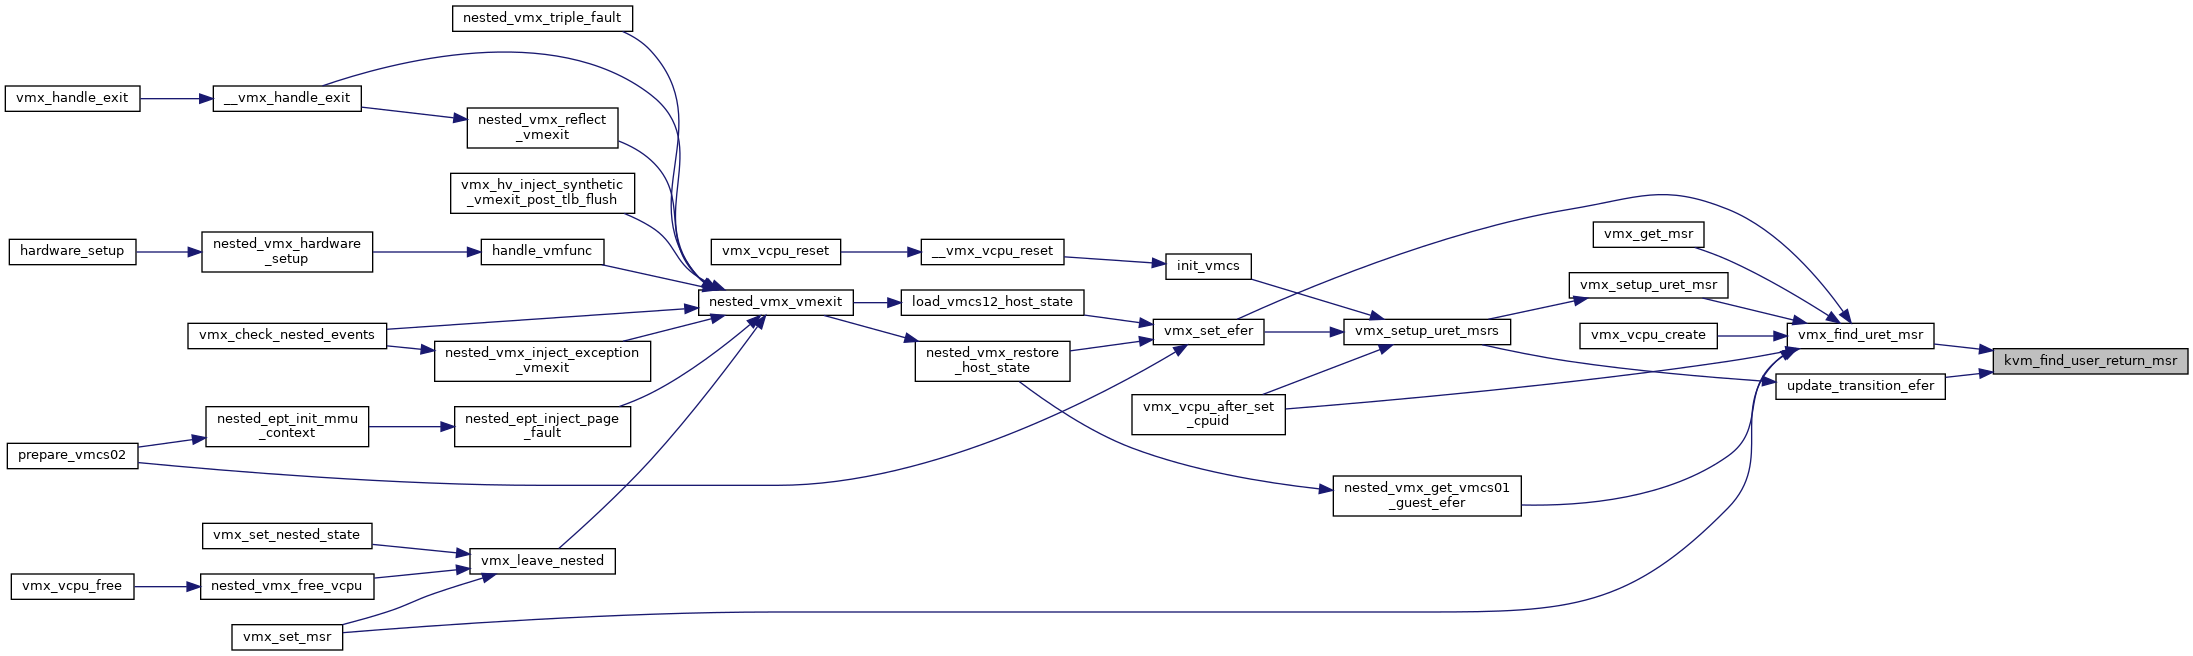 nested_vmx_triple_fault
vmx_handle_exit
__vmx_handle_exit
nested_vmx_reflect
_vmexit
vmx_hv_inject_synthetic
_vmexit_post_tlb_flush
hardware_setup
nested_vmx_hardware
_setup
handle_vmfunc
vmx_vcpu_reset
__vmx_vcpu_reset
init_vmcs
vmx_get_msr
vmx_setup_uret_msr
nested_vmx_vmexit
load_vmcs12_host_state
vmx_set_efer
vmx_setup_uret_msrs
vmx_vcpu_create
vmx_find_uret_msr
kvm_find_user_return_msr
vmx_check_nested_events
nested_vmx_inject_exception
_vmexit
nested_vmx_restore
_host_state
update_transition_efer
vmx_vcpu_after_set
_cpuid
nested_ept_init_mmu
_context
nested_ept_inject_page
_fault
prepare_vmcs02
nested_vmx_get_vmcs01
_guest_efer
vmx_set_nested_state
vmx_leave_nested
vmx_vcpu_free
nested_vmx_free_vcpu
vmx_set_msr